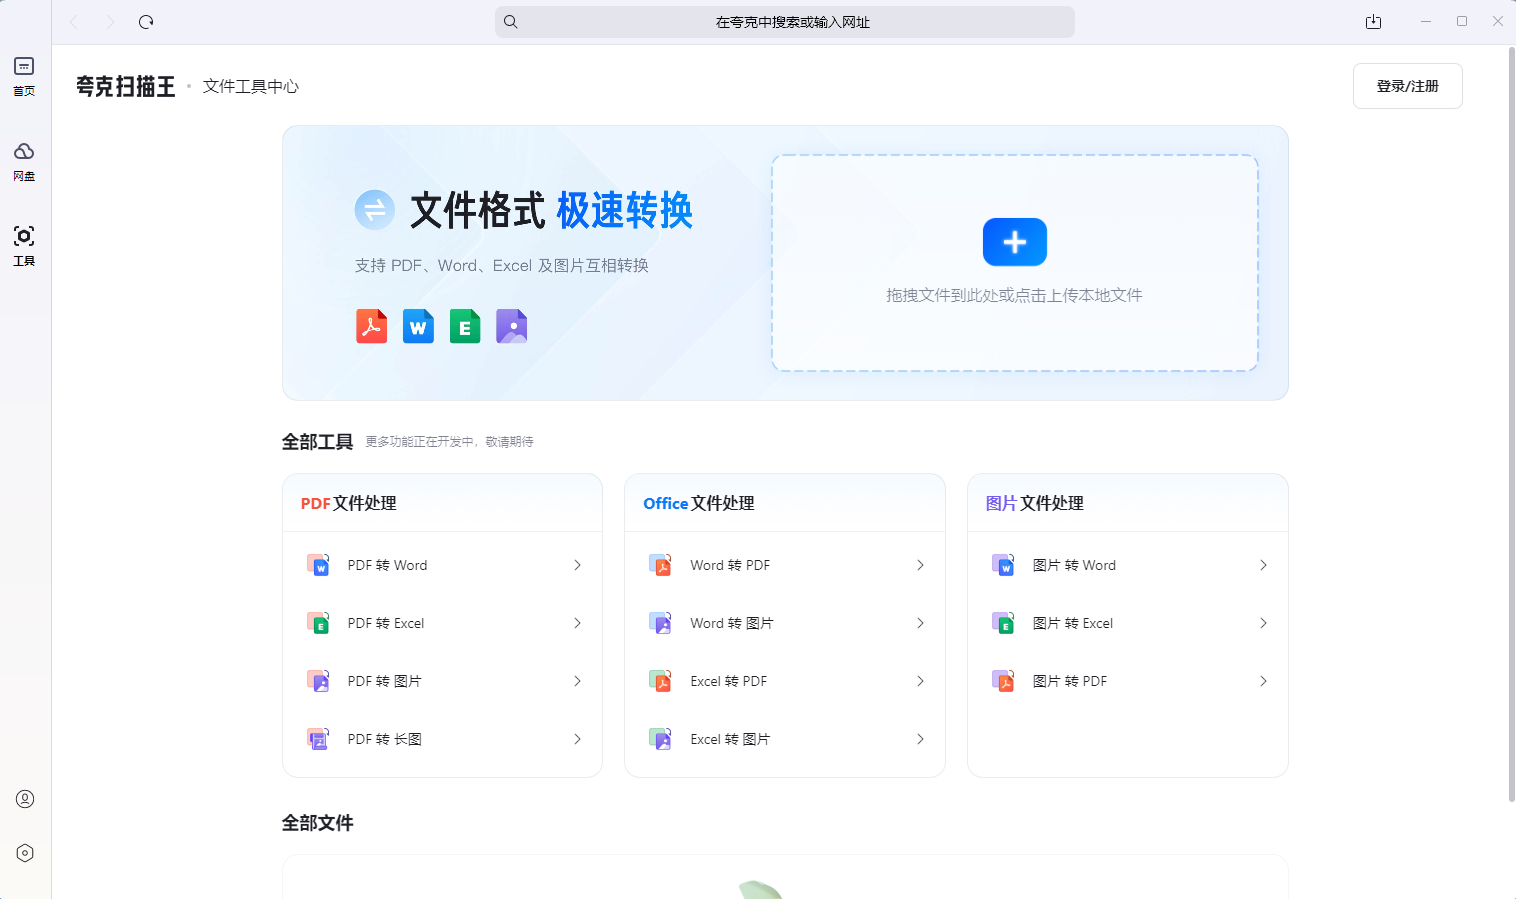 在夸克中搜索或输入网址
首页
网盘
工具
夸克扫描王 • 文件工具中心
登录/注册
文件格式 极速转换
支持 PDF、Word、Excel 及图片互相转换
W
E
拖拽文件到此处或点击上传本地文件
全部工具 更多功能正在开发中，敬请期待
PDF文件处理
PDF 转 Word
PDF 转 Excel
PDF 转 图片
PDF 转 长图
Office文件处理
Word 转 PDF
Word 转 图片
Excel 转 PDF
Excel 转 图片
图片文件处理
图片 转 Word
图片 转 Excel
图片 转 PDF
全部文件